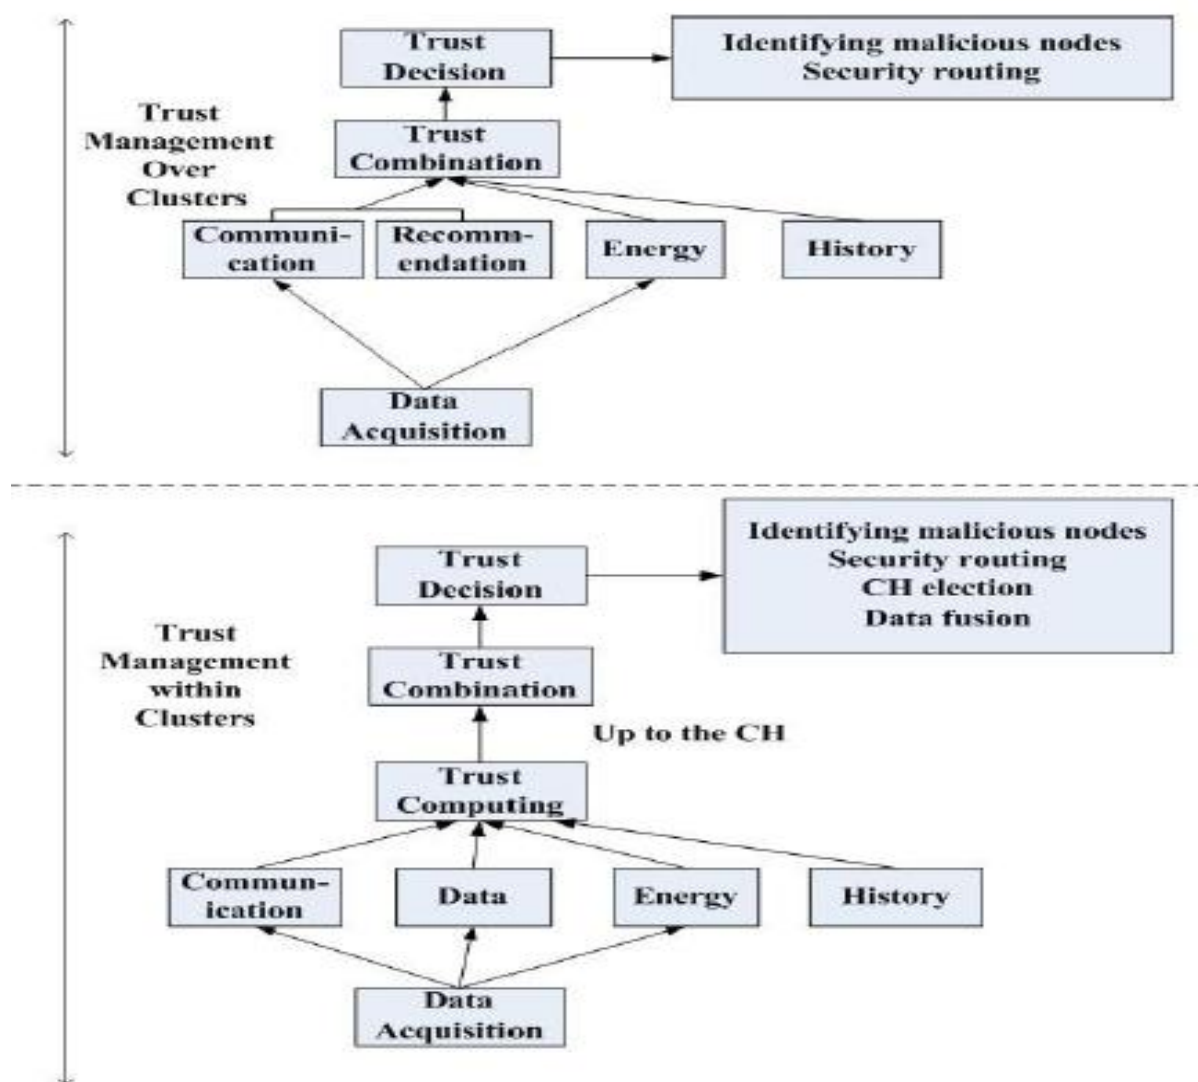 Trust
Decision
Identifying malicious nodes
Security routing
Trust
Management
Over
Clusters
Trust
Combination
Communi-
cation
Recomm-
endation
Energy
History
Data
Acquisition
Identifying malicious nodes
Security routing
CH election
Data fusion
Trust
Decision
Trust
Management
within
Clusters
Trust
Combination
Up to the CH
Trust
Computing
Commun-
ication
Data
Energy
History
Data
Acquisition